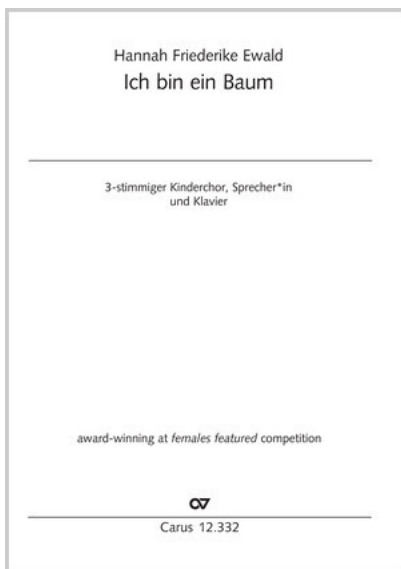 Hannah Friederike Ewald
Ich bin ein Baum
3-stimmiger Kinderchor, Sprecher*in
und Klavier
award-winning at females featured competition
Carus 12.332